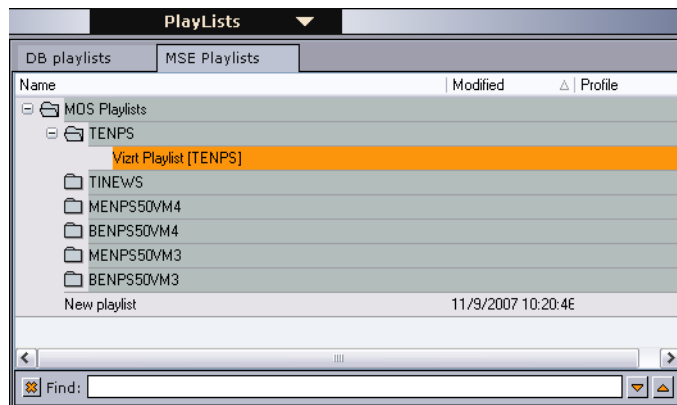 PlayLists
DB playlists MSE Playlists
Name Modified Profile
MOS Playlists
TENPS
Vizrt Playlist [TENPS]
TINEWS
MENPS50VM4
BENPS50VM4
MENPS50VM3
BENPS50VM3
New playlist 11/9/2007 10:20:46
Find: